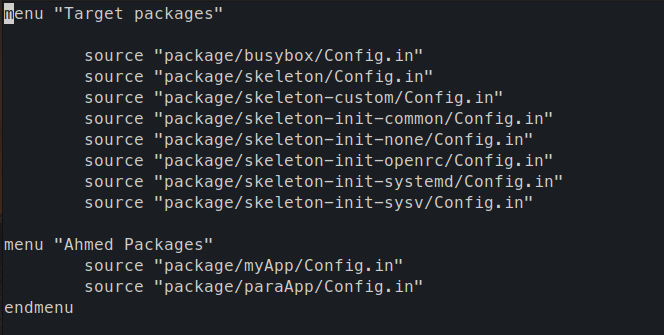 menu "Target packages"
source "package/busybox/Config.in"
source "package/skeleton/Config.in"
source "package/skeleton-custom/Config.in"
source "package/skeleton-init-common/Config.in"
source "package/skeleton-init-none/Config.in"
source "package/skeleton-init-openrc/Config.in"
source "package/skeleton-init-systemd/Config.in"
source "package/skeleton-init-sysv/Config.in"
menu "Ahmed Packages"
source "package/myApp/Config.in"
source "package/paraApp/Config.in"
endmenu